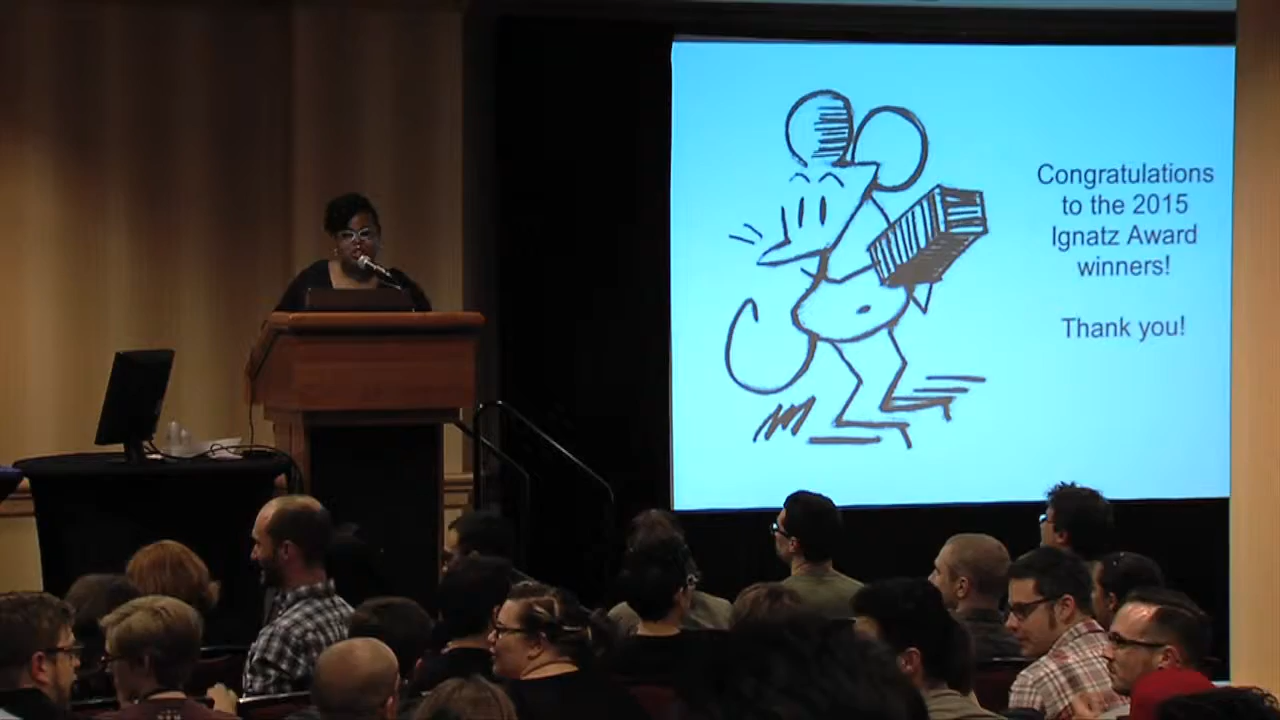 Congratulations
to the 2015
Ignatz Award
winners!
Thank you!